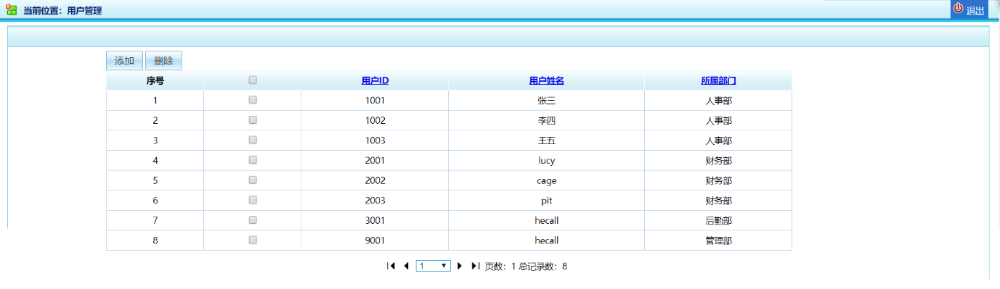 当前位置：用户管理 退出
添加 删除
序号 用户ID 用户姓名 所属部门
1 1001 张三 人事部
2 1002 李四 人事部
3 1003 王五 人事部
4 2001 lucy 财务部
5 2002 cage 财务部
6 2003 pit 财务部
7 3001 hecall 后勤部
8 9001 hecall 管理部
1 页数：1 总记录数：8